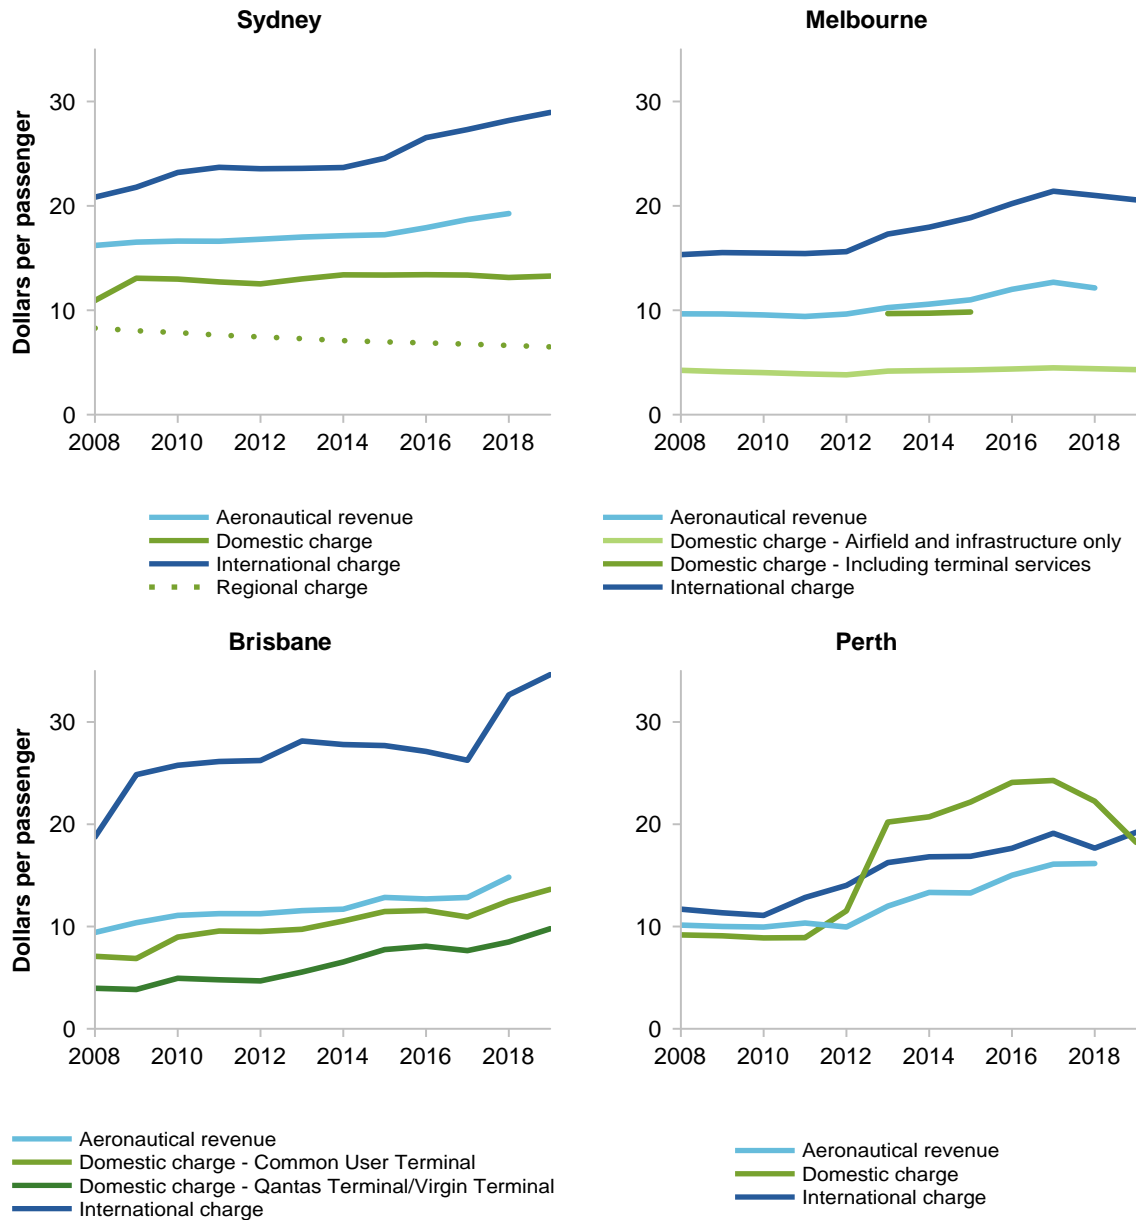 Sydney
Dollars per passenger
30
20
10
0
2008 2010 2012 2014 2016 2018
Aeronautical revenue
Domestic charge
International charge
Regional charge
Melbourne
30
20
10
0
2008 2010 2012 2014 2016 2018
Aeronautical revenue
Domestic charge - Airfield and infrastructure only
Domestic charge - Including terminal services
International charge
Brisbane
Dollars per passenger
30
20
10
0
2008 2010 2012 2014 2016 2018
Aeronautical revenue
Domestic charge - Common User Terminal
Domestic charge - Qantas Terminal/Virgin Terminal
International charge
Perth
30
20
10
0
2008 2010 2012 2014 2016 2018
Aeronautical revenue
Domestic charge
International charge